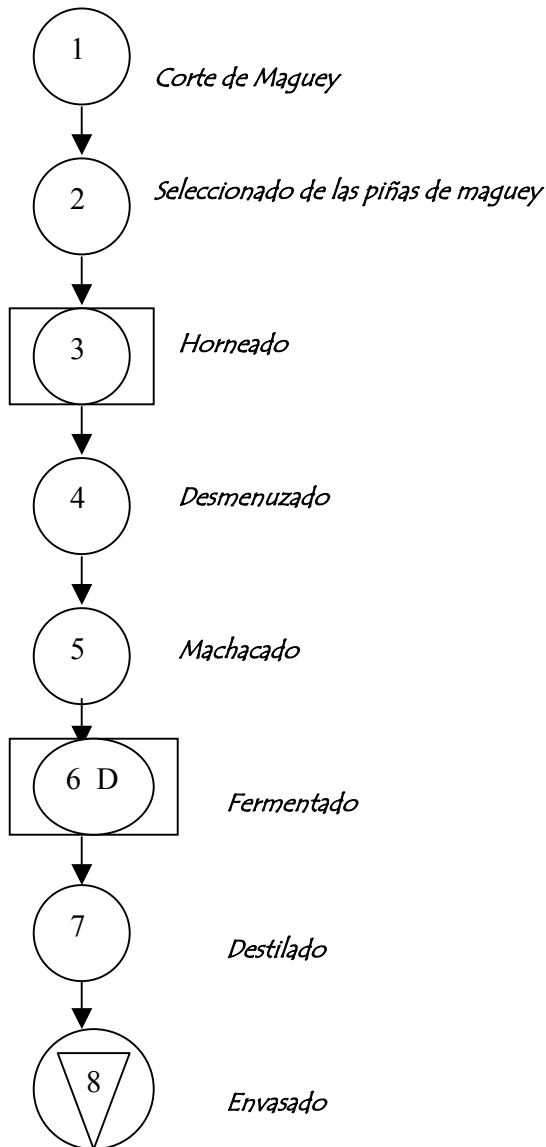 1
Corte de Maguey
2
Seleccionado de las piñas de maguey
3
Horneado
4
Desmenuzado
5
Machacado
6 D
Fermentado
7
Destilado
8
Envasado